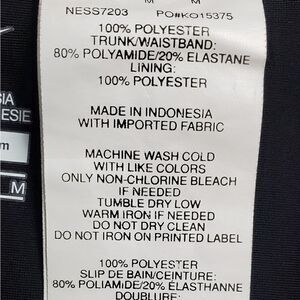 M M
NESS7203 PO#KO15375
100% POLYESTER
TRUNK/WAISTBAND:
80% POLYAMIDE/20% ELASTANE
LINING:
100% POLYESTER
MADE IN INDONESIA
WITH IMPORTED FABRIC
MACHINE WASH COLD
WITH LIKE COLORS
ONLY NON-CHLORINE BLEACH
IF NEEDED
TUMBLE DRY LOW
WARM IRON IF NEEDED
DO NOT DRY CLEAN
DO NOT IRON ON PRINTED LABEL
100% POLYESTER
SLIP DE BAIN/CEINTURE:
80% POLIAMIDE/20% ELASTHANNE
DOUBLURE:
SIA
ESIE
m
M